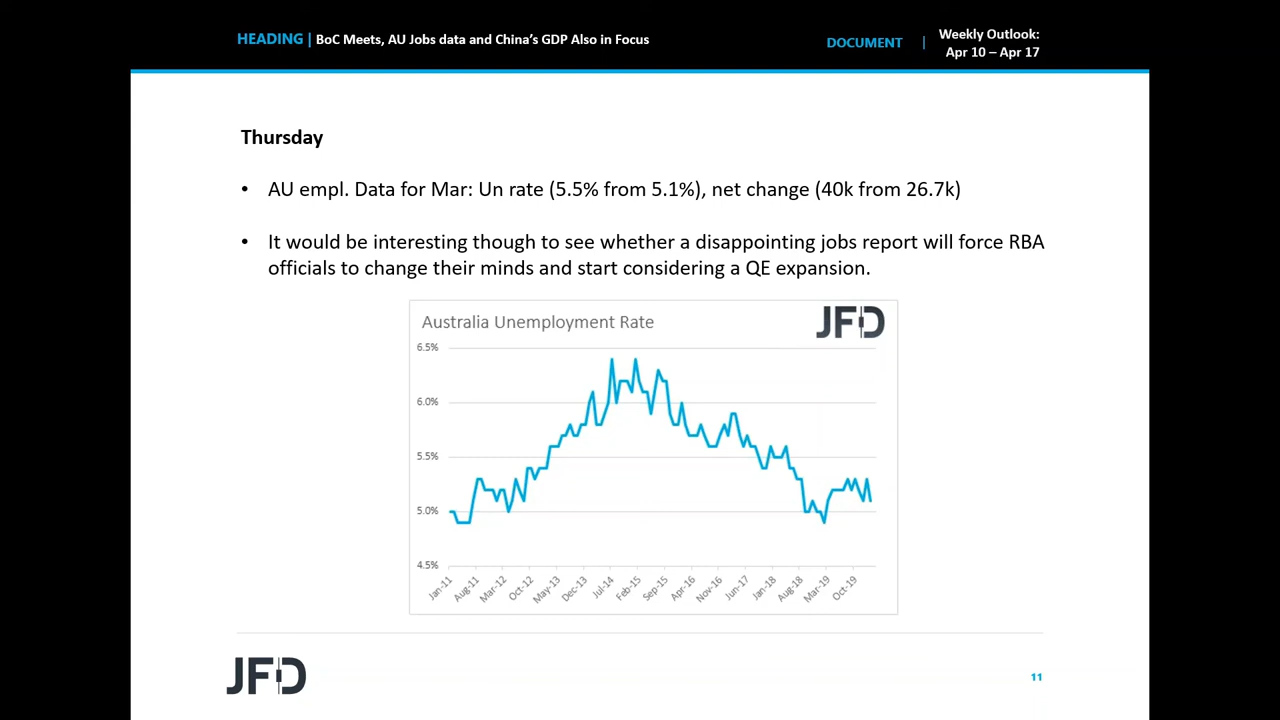 HEADING | BoC Meets, AU Jobs data and China's GDP Also in Focus
DOCUMENT | Weekly Outlook:
Apr 10 – Apr 17
Thursday
• AU empl. Data for Mar: Un rate (5.5% from 5.1%), net change (40k from 26.7k)
• It would be interesting though to see whether a disappointing jobs report will force RBA
officials to change their minds and start considering a QE expansion.
Australia Unemployment Rate
JFD
6.5%
6.0%
5.5%
5.0%
4.5%
Jan-11 Aug-11 Mar-12 Oct-12 May-13 Dec-13 Jul-14 Feb-15 Sep-15 Apr-16 Nov-16 Jun-17 Jan-18 Aug-18 Mar-19 Oct-19
JFD
11